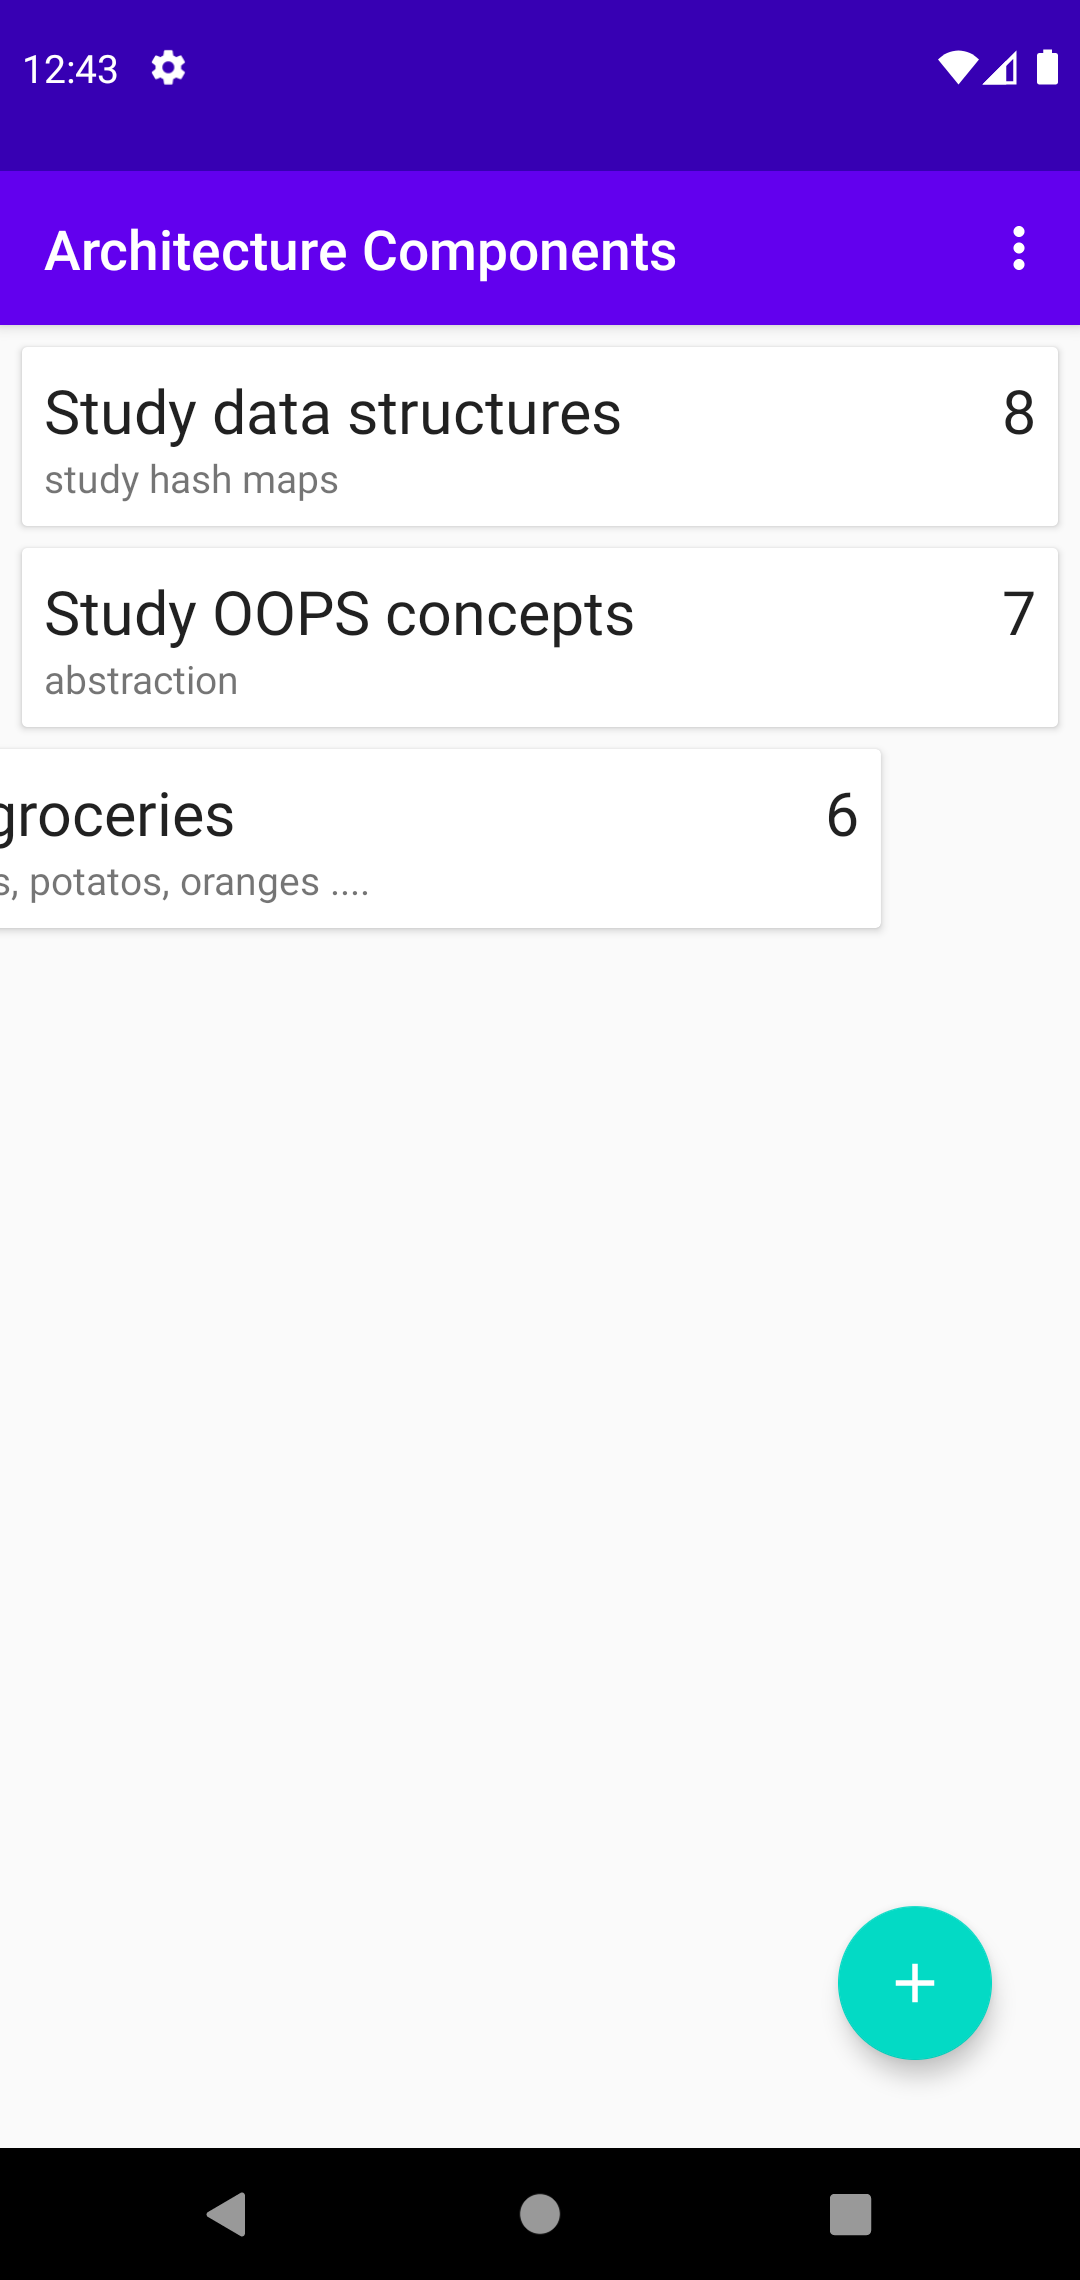 12:43
Architecture Components
Study data structures 8
study hash maps
Study OOPS concepts 7
abstraction
groceries 6
s, potatos, oranges ....